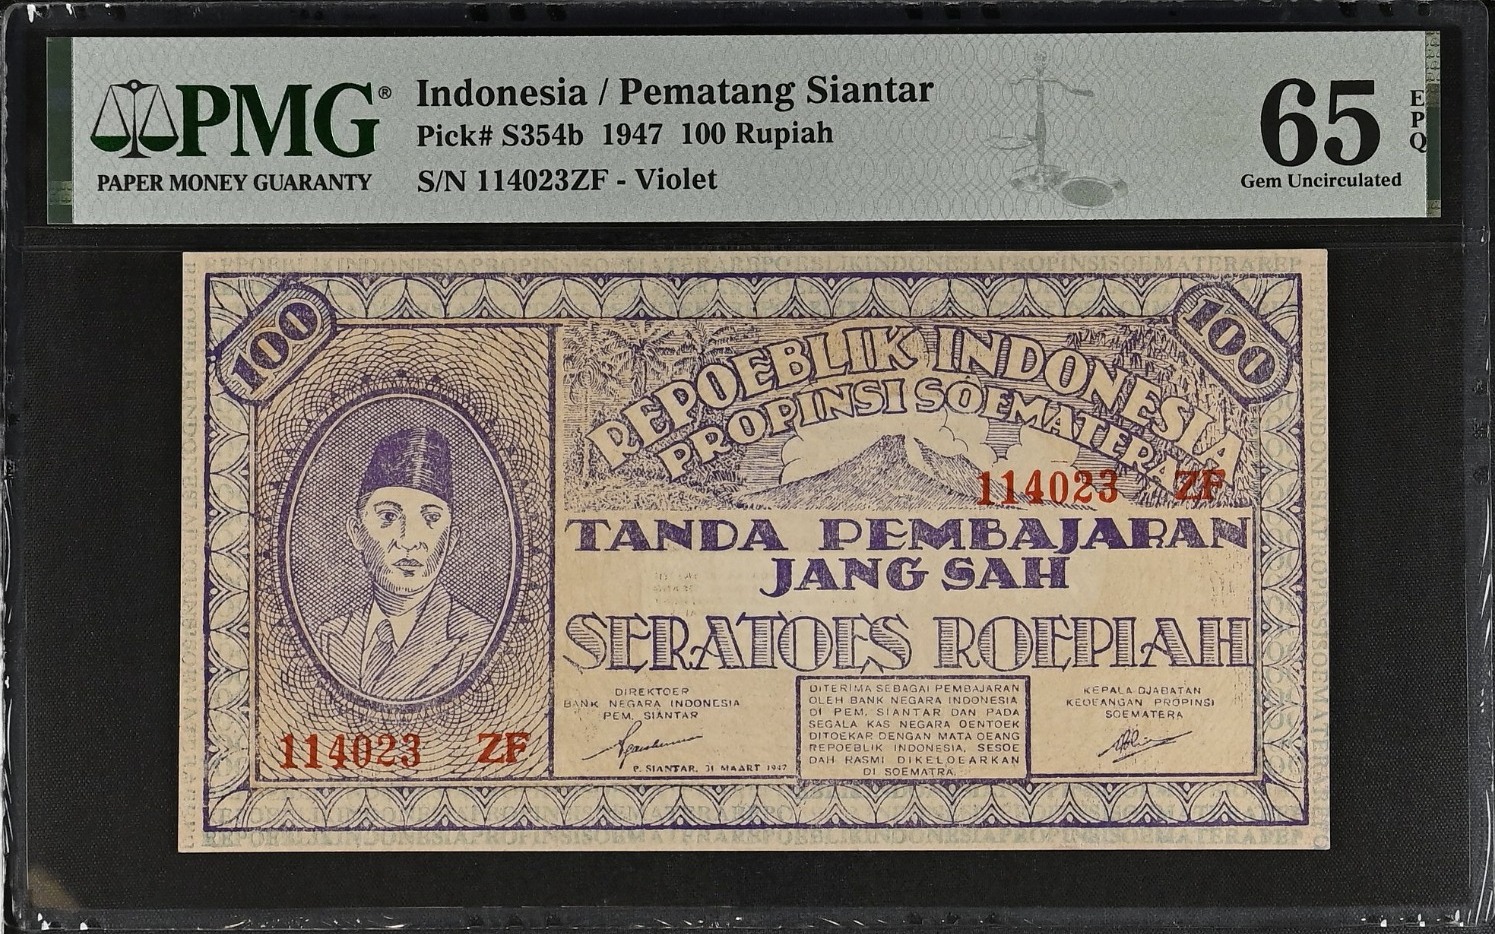 PMG®
PAPER MONEY GUARANTY
Indonesia / Pematang Siantar
Pick# S354b 1947 100 Rupiah
S/N 114023ZF - Violet
65
EPQ
Gem Uncirculated
100
100
REPOEBLIK INDONESIA
PROPINSI SOEMATERA
114023 ZF
TANDA PEMBAJARAN
JANG SAH
SERATOES ROEPIAH
DIREKTOER
BANK NEGARA INDONESIA
PEM. SIANTAR
P. SIANTAR, 31 MAART 1947
DITERIMA SEBAGAI PEMBAJARAN
OLEH BANK NEGARA INDONESIA
DI PEM. SIANTAR DAN PADA
SEGALA KAS NEGARA OENTOEK
DITOEKAR DENGAN MATA OEANG
REPOEBLIK INDONESIA, SESOE
DAH RASMI DIKELOEARKAN
DI SOEMATRA.
KEPALA DJABATAN
KEOEANGAN PROPINSI
SOEMATERA
114023 ZF